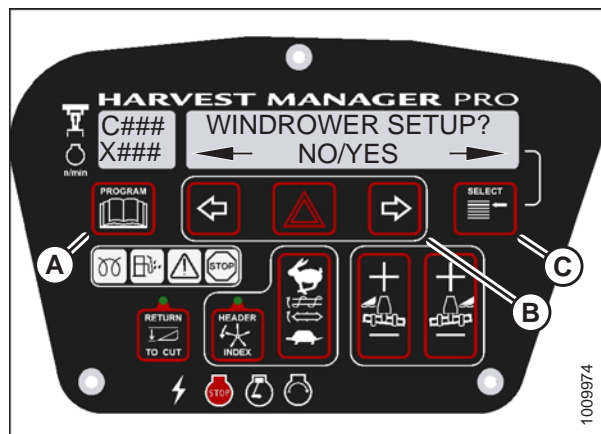 HARVEST MANAGER PRO
C###
X###
WINDROWER SETUP?
NO/YES
n/min
PROGRAM
SELECT
A
B
C
STOP
RETURN
TO CUT
HEADER
INDEX
STOP
1009974